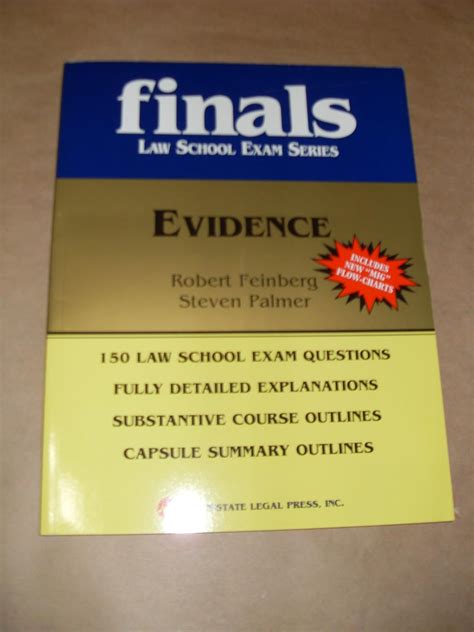 finals
LAW SCHOOL EXAM SERIES
EVIDENCE
INCLUDES
NEW "MIG"
FLOW-CHARTS
Robert Feinberg
Steven Palmer
150 LAW SCHOOL EXAM QUESTIONS
FULLY DETAILED EXPLANATIONS
SUBSTANTIVE COURSE OUTLINES
CAPSULE SUMMARY OUTLINES
STATE LEGAL PRESS, INC.